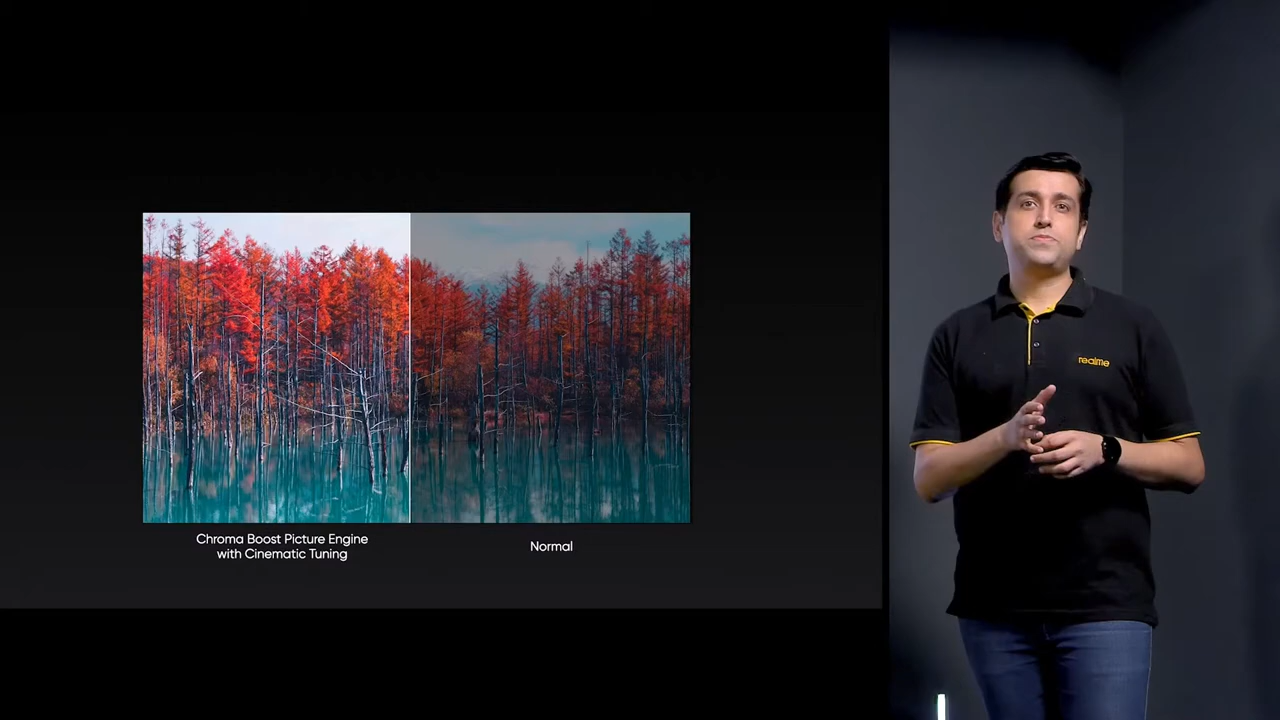 Chroma Boost Picture Engine
with Cinematic Tuning
Normal
realme